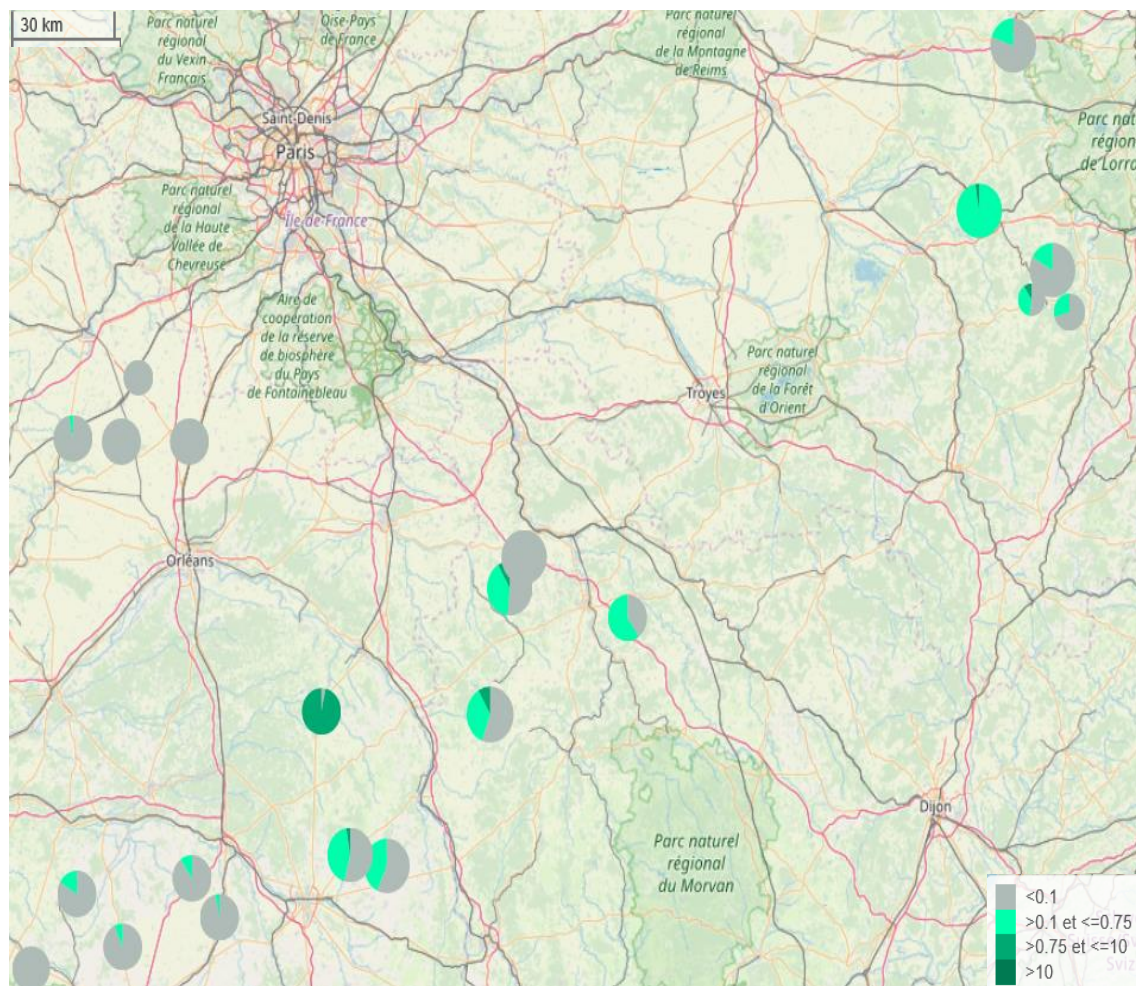 30 km
Parc naturel
régional
du Vexin
Français
Oise-Pays
de France
Parc naturel
régional
de la Montagne
de Reims
Saint-Denis
Paris
Parc natu
région
de Lorra
Parc naturel
régional
de la Haute
Vallée de
Chevreuse
Île-de-France
Aire de
coopération
de la réserve
de biosphère
du Pays
de Fontainebleau
Parc naturel
régional
de la Forêt
d'Orient
Troyes
Orléans
Dijon
Parc naturel
régional
du Morvan
<0.1
>0.1 et <=0.75
>0.75 et <=10
>10